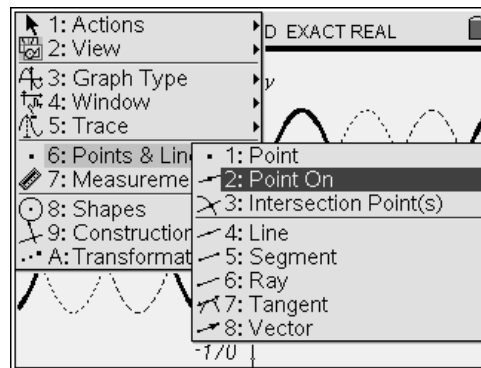 1: Actions
2: View
D EXACT REAL
3: Graph Type
y
4: Window
5: Trace
6: Points & Lin
1: Point
7: Measureme
2: Point On
3: Intersection Point(s)
8: Shapes
4: Line
9: Construction
5: Segment
A: Transformat
6: Ray
7: Tangent
8: Vector
-170